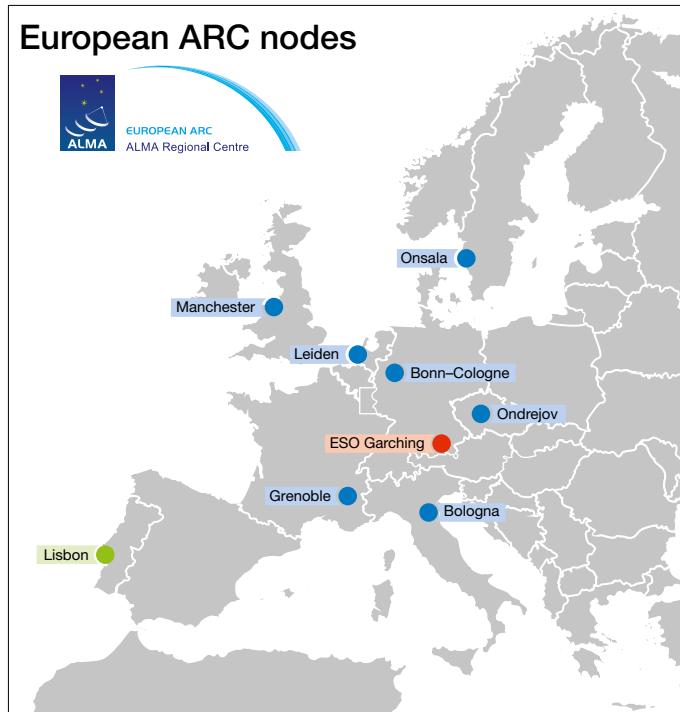 European ARC nodes
ALMA
EUROPEAN ARC
ALMA Regional Centre
Onsala
Manchester
Leiden
Bonn–Cologne
Ondrejov
ESO Garching
Grenoble
Bologna
Lisbon